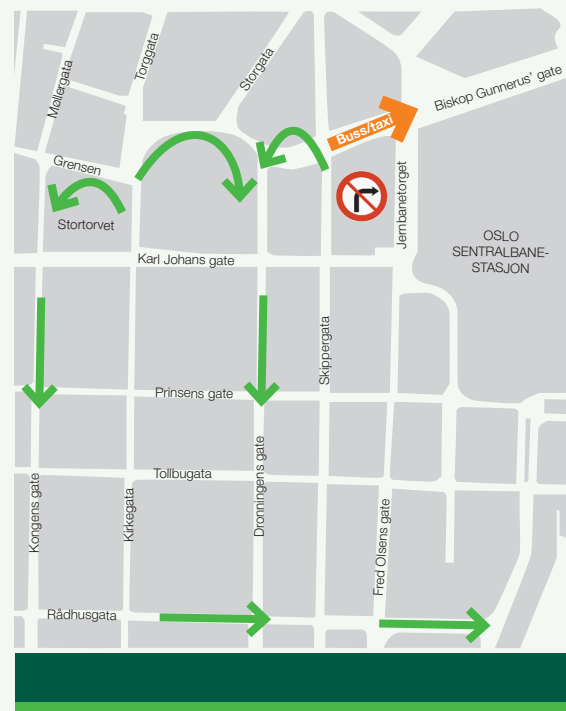 Møllergata
Torggata
Storgata
Biskop Gunnerus' gate
Buss/taxi
Grensen
Jernbanetorget
Stortorvet
OSLO
SENTRALBANE-
STASJON
Karl Johans gate
Skippergata
Prinsens gate
Dronningens gate
Tollbugata
Kongens gate
Kirkegata
Fred Olsens gate
Rådhusgata